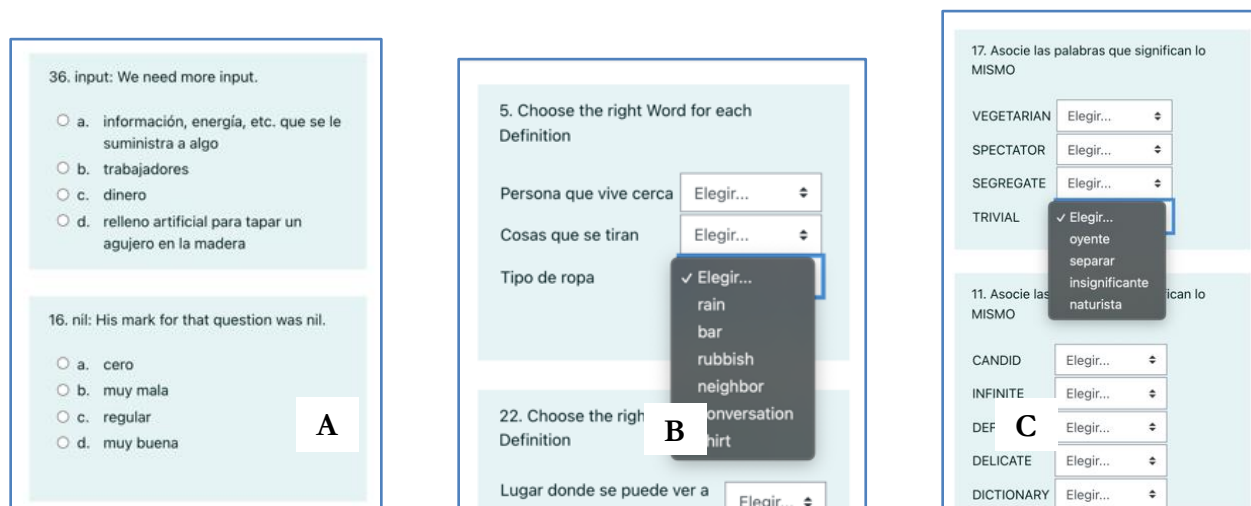 36. input: We need more input.
a. información, energía, etc. que se le
suministra a algo
b. trabajadores
c. dinero
d. relleno artificial para tapar un
agujero en la madera
16. nil: His mark for that question was nil.
a. cero
b. muy mala
c. regular
d. muy buena
A
5. Choose the right Word for each
Definition
Persona que vive cerca Elegir...
Cosas que se tiran Elegir...
Tipo de ropa ✓ Elegir...
rain
bar
rubbish
neighbor
onversation
hirt
22. Choose the righ
Definition
B
Lugar donde se puede ver a Elegir...
17. Asocie las palabras que significan lo
MISMO
VEGETARIAN Elegir...
SPECTATOR Elegir...
SEGREGATE Elegir...
TRIVIAL ✓ Elegir...
oyente
separar
insignificante
naturista
11. Asocie las ican lo
MISMO
CANDID Elegir...
INFINITE Elegir...
C
Elegir...
DELICATE Elegir...
DICTIONARY Elegir...